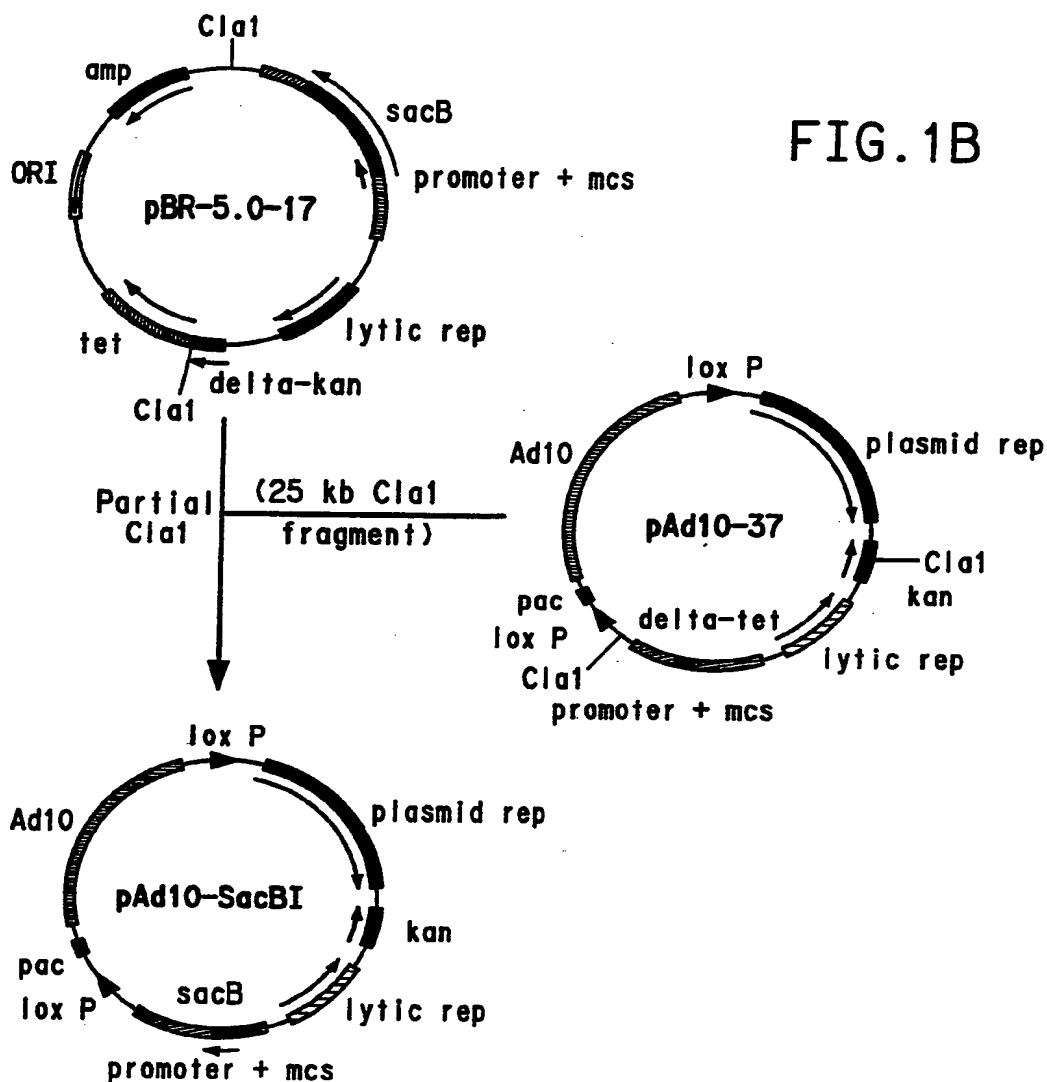 FIG.1B
Cla1
amp
sacB
ORI
promoter + mcs
pBR-5.0-17
lytic rep
tet
delta-kan
Cla1
Partial
Cla1
(25 kb Cla1
fragment)
lox P
plasmid rep
Ad10
pAd10-37
Cla1
kan
pac
delta-tet
lox P
lytic rep
Cla1
promoter + mcs
lox P
plasmid rep
Ad10
pAd10-SacBI
kan
pac
sacB
lox P
lytic rep
promoter + mcs